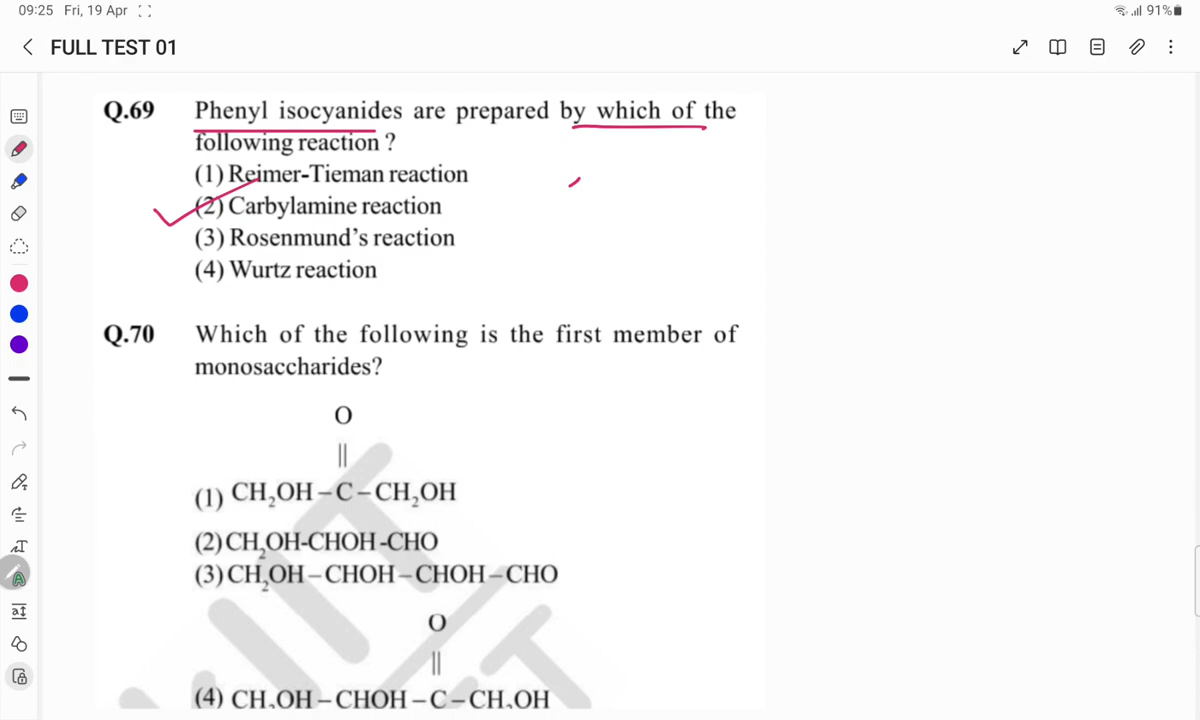 09:25 Fri, 19 Apr
91%
FULL TEST 01
Q.69 Phenyl isocyanides are prepared by which of the
following reaction ?
(1) Reimer-Tieman reaction
(2) Carbylamine reaction
(3) Rosenmund's reaction
(4) Wurtz reaction
Q.70 Which of the following is the first member of
monosaccharides?
O
||
(1) CH₂OH – C – CH₂OH
(2) CH₂OH-CHOH -CHO
(3) CH₂OH – CHOH – CHOH – CHO
O
||
(4) CH₂OH – CHOH – C – CH₂OH